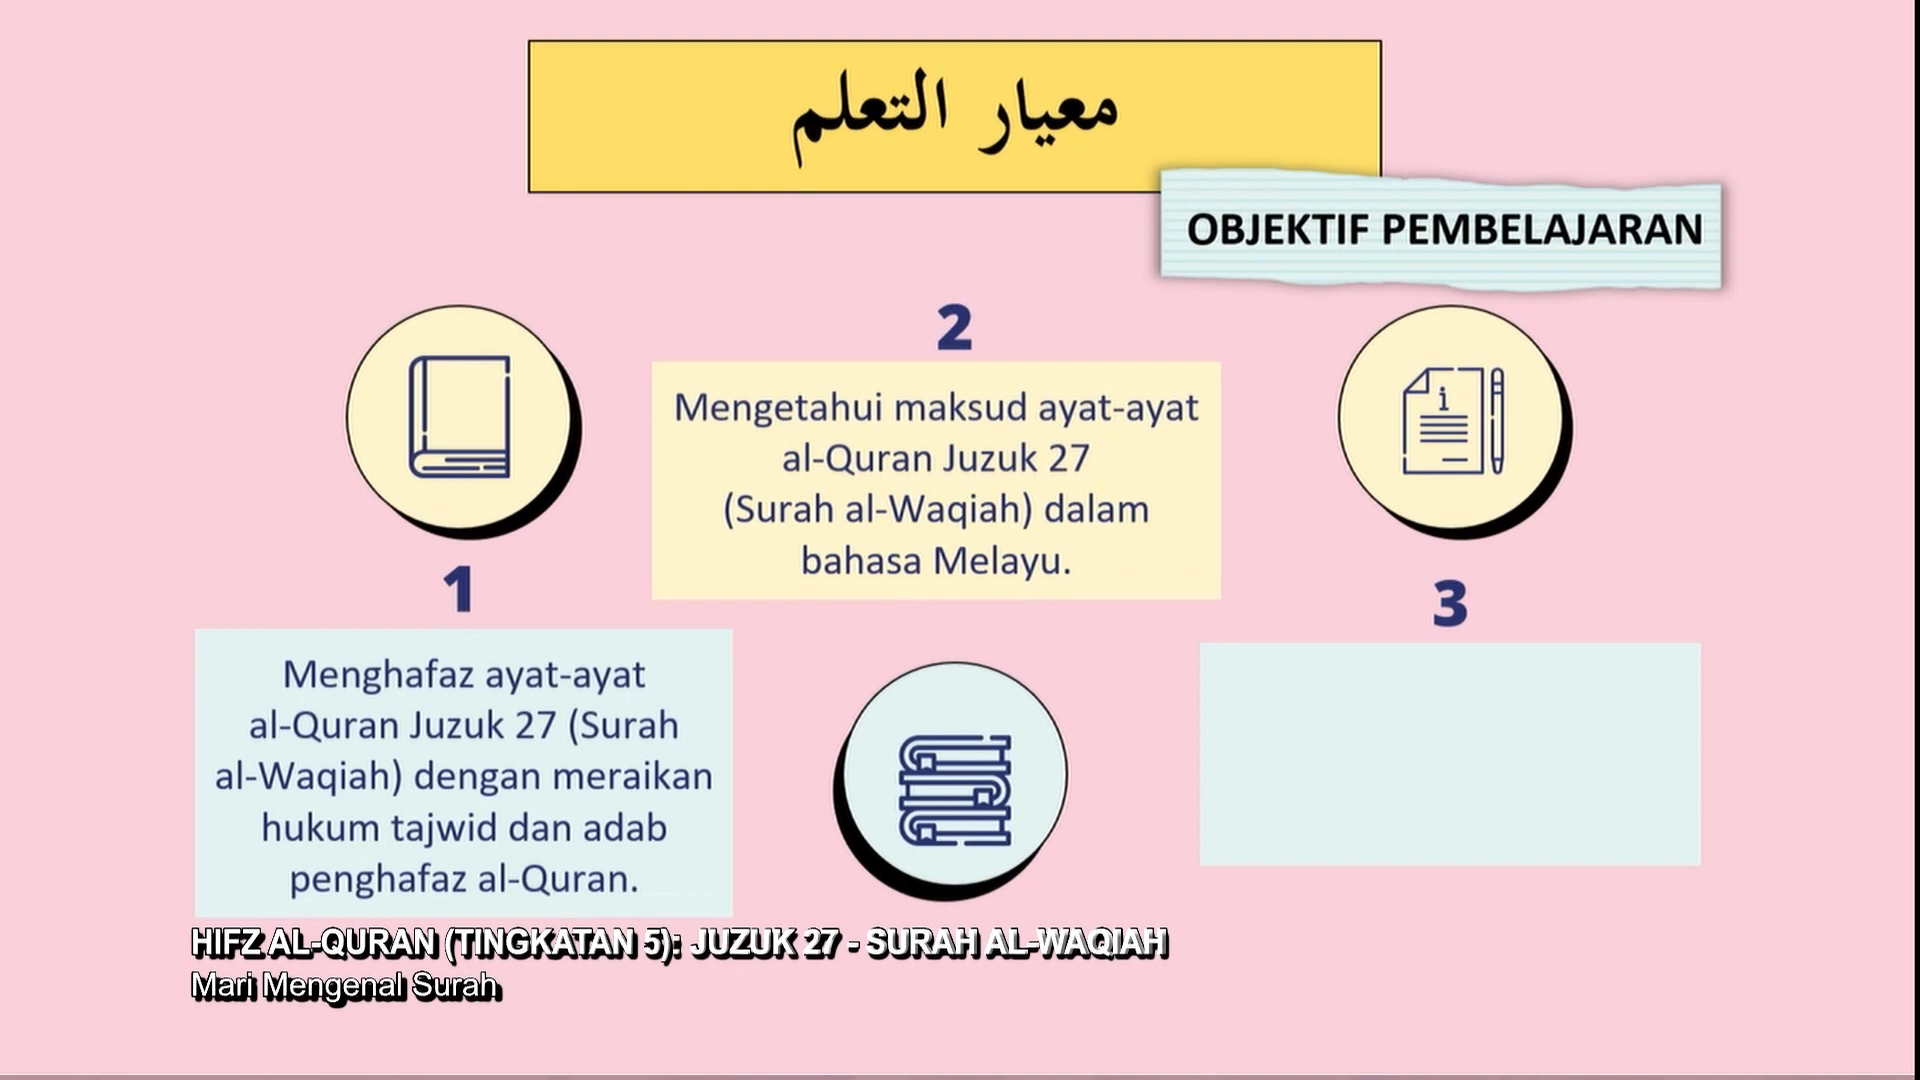 معيار التعلم
OBJEKTIF PEMBELAJARAN
1
Menghafaz ayat-ayat
al-Quran Juzuk 27 (Surah
al-Waqiah) dengan meraikan
hukum tajwid dan adab
penghafaz al-Quran.
2
Mengetahui maksud ayat-ayat
al-Quran Juzuk 27
(Surah al-Waqiah) dalam
bahasa Melayu.
3
i
HIFZ AL-QURAN (TINGKATAN 5): JUZUK 27 - SURAH AL-WAQIAH
Mari Mengenal Surah